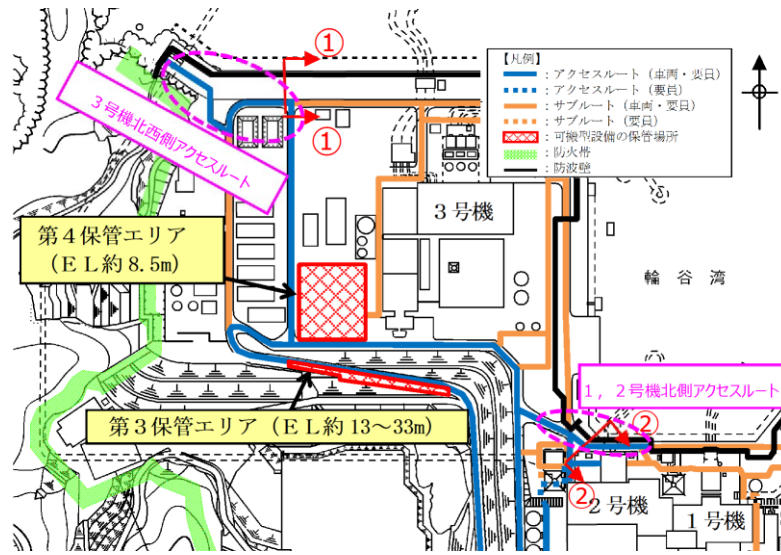 ①
①
３号機北西側アクセスルート
【凡例】
：アクセスルート（車両・要員）
：アクセスルート（要員）
：サブルート（車両・要員）
：サブルート（要員）
：可搬型設備の保管場所
：防火帯
：防波壁
３号機
第４保管エリア
（ＥＬ約 8.5m）
輪谷湾
１，２号機北側アクセスルート
第３保管エリア（ＥＬ約 13～33m）
②
②
２号機
１号機